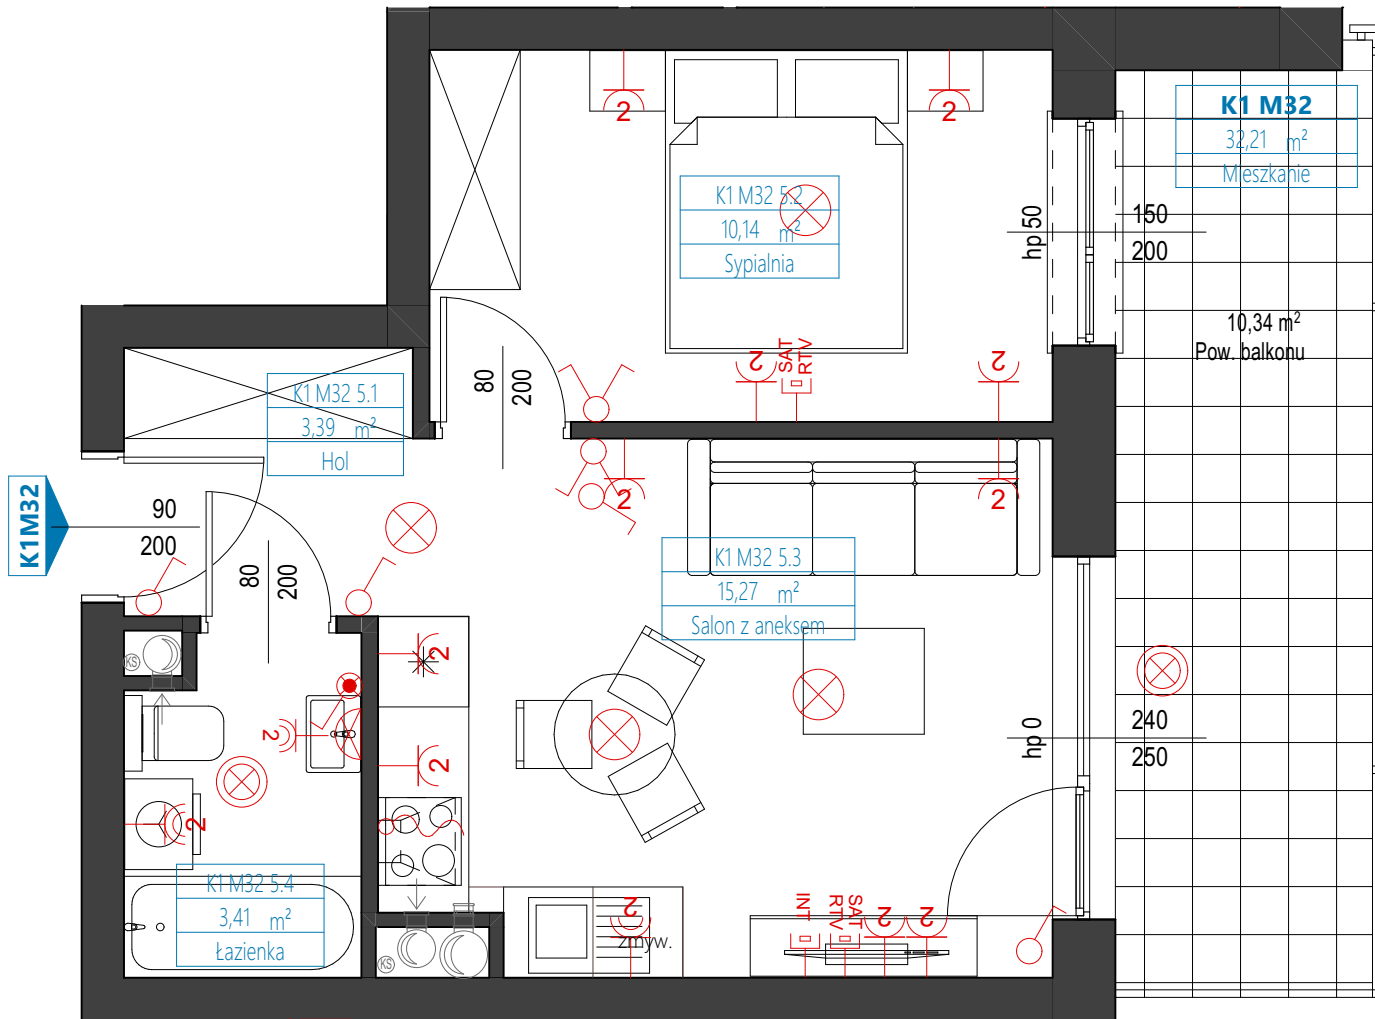 2
2
K1 M32
32,21 m²
Mieszkanie
K1 M32 5.2
10,14 m²
Sypialnia
hp 50
150
200
10,34 m²
Pow. balkonu
80
200
2
SAT
RTV
2
K1 M32 5.1
3,39 m²
Hol
K1M32
90
200
80
200
2
2
K1 M32 5.3
15,27 m²
Salon z aneksem
KS
2
2
2
2
hp 0
240
250
K1 M32 5.4
3,41 m²
Łazienka
KS
2
zmyw.
INT
SAT
RTV
2
2